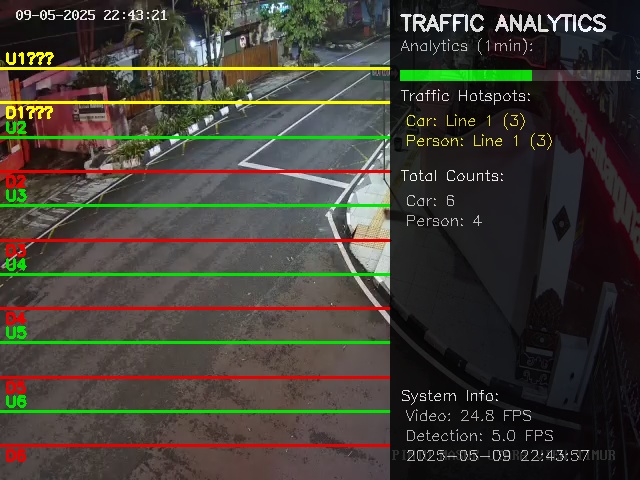 09-05-2025 22:43:21
TRAFFIC ANALYTICS
Analytics (1min):
U1???
5
Traffic Hotspots:
D1???
Car: Line 1 (3)
U2
Person: Line 1 (3)
D2
Total Counts:
U3
Car: 6
Person: 4
D3
U4
D4
U5
D5
System Info:
U6
Video: 24.8 FPS
Detection: 5.0 FPS
D6
2025-05-09 22:43:57